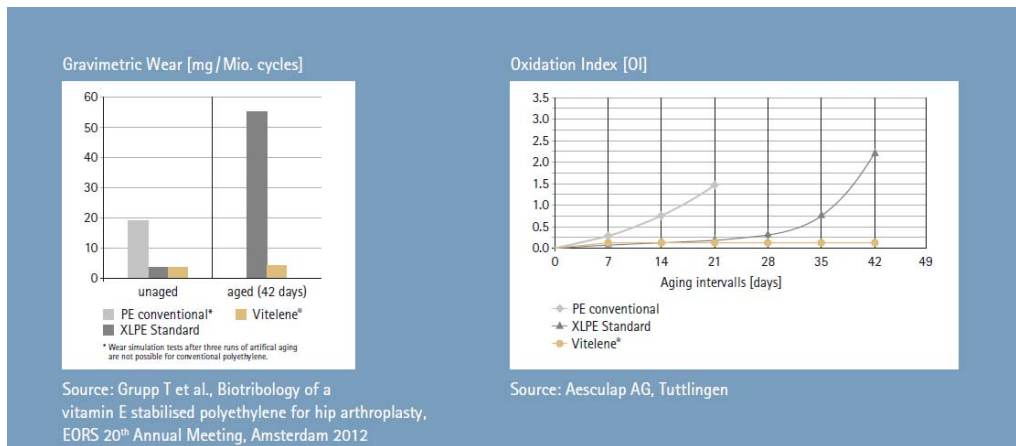 Gravimetric Wear [mg/Mio. cycles]
60
50
40
30
20
10
0
unaged
aged (42 days)
PE conventional*
Vitelene®
XLPE Standard
* Wear simulation tests after three runs of artifical aging
are not possible for conventional polyethylene.
Source: Grupp T et al., Biotribology of a
vitamin E stabilised polyethylene for hip arthroplasty,
EORS 20th Annual Meeting, Amsterdam 2012
Oxidation Index [OI]
3.5
3.0
2.5
2.0
1.5
1.0
0.5
0.0
0 7 14 21 28 35 42 49
Aging intervalls [days]
PE conventional
XLPE Standard
Vitelene®
Source: Aesculap AG, Tuttlingen